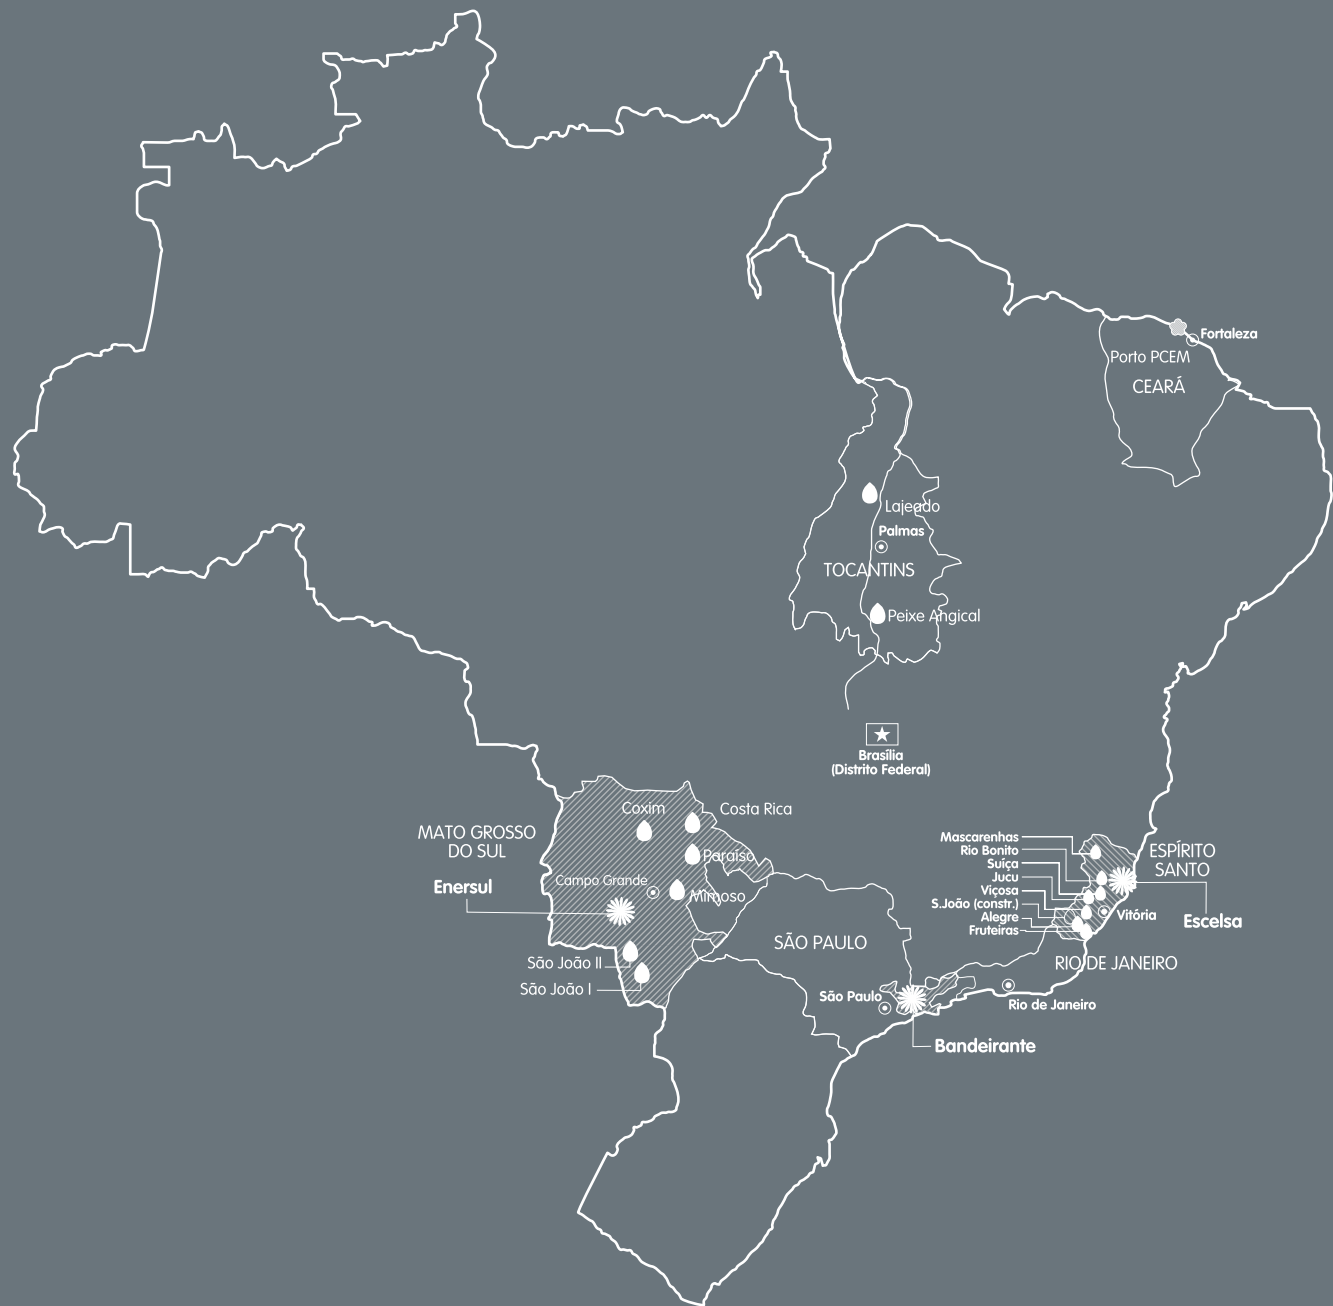 Fortaleza
Porto PCEM
CEARÁ
Lajeado
Palmas
TOCANTINS
Peixe Angical
Brasília
(Distrito Federal)
Coxim
Costa Rica
MATO GROSSO
DO SUL
Paraíso
Enersul
Campo Grande
Mimoso
São João II
São João I
Mascarenhas
Rio Bonito
Suíça
Jucu
Viçosa
S.João (constr.)
Alegre
Fruteiras
ESPÍRITO
SANTO
Vitória
Escelsa
SÃO PAULO
RIO DE JANEIRO
São Paulo
Rio de Janeiro
Bandeirante